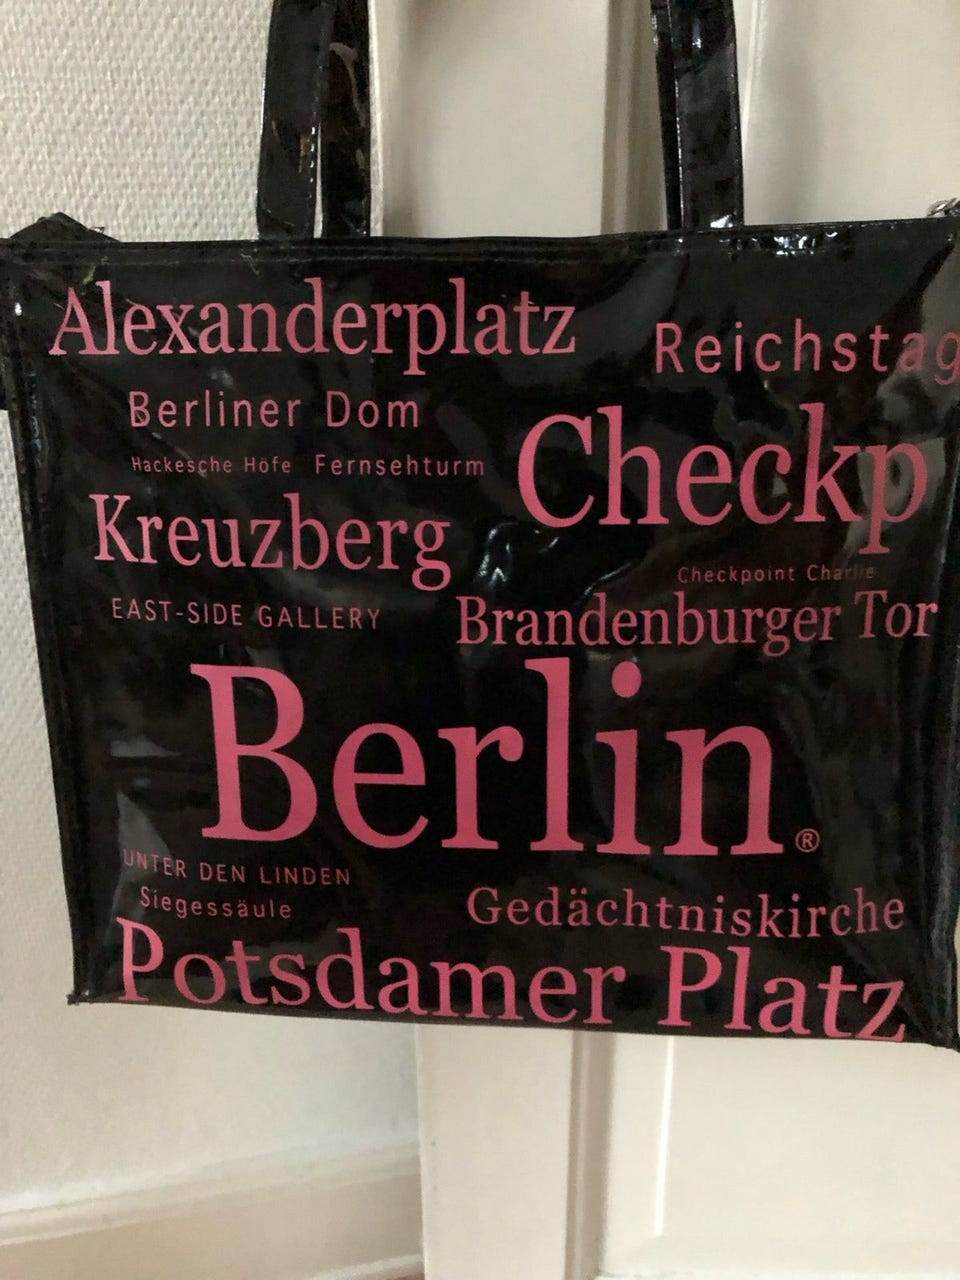 Alexanderplatz
Reichstag
Berliner Dom
Checkp
Hackesche Höfe Fernsehturm
Kreuzberg
Checkpoint Charlie
EAST-SIDE GALLERY
Brandenburger Tor
Berlin®
UNTER DEN LINDEN
Siegessäule
Gedächtniskirche
Potsdamer Platz